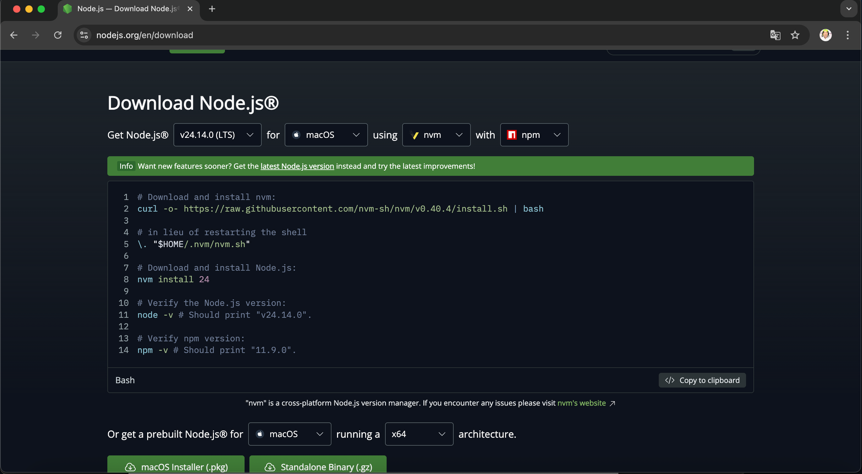 Node.js — Download Node.js
nodejs.org/en/download
Download Node.js®
Get Node.js® v24.14.0 (LTS) for macOS using nvm with npm
Info Want new features sooner? Get the latest Node.js version instead and try the latest improvements!
1 # Download and install nvm:
2 curl -o- https://raw.githubusercontent.com/nvm-sh/nvm/v0.40.4/install.sh | bash
3
4 # in lieu of restarting the shell
5 \. "$HOME/.nvm/nvm.sh"
6
7 # Download and install Node.js:
8 nvm install 24
9
10 # Verify the Node.js version:
11 node -v # Should print "v24.14.0".
12
13 # Verify npm version:
14 npm -v # Should print "11.9.0".
Bash Copy to clipboard
"nvm" is a cross-platform Node.js version manager. If you encounter any issues please visit nvm's website ↗
Or get a prebuilt Node.js® for macOS running a x64 architecture.
macOS Installer (.pkg) Standalone Binary (.gz)